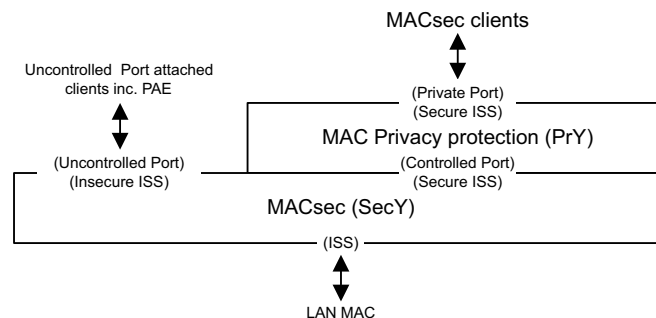 MACsec clients
Uncontrolled Port attached
clients inc. PAE
(Private Port)
(Secure ISS)
MAC Privacy protection (PrY)
(Uncontrolled Port)
(Insecure ISS)
(Controlled Port)
(Secure ISS)
MACsec (SecY)
(ISS)
LAN MAC